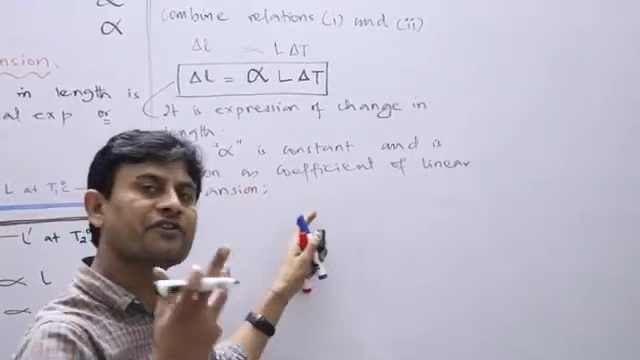 α
α
nsion.
in length is
al exp or
L at T₁°C
L' at T₂°
∝ L
∝
combine relations (i) and (ii)
ΔL L ΔT
ΔL = α L ΔT
It is expression of change in
length.
"α" is constant and is
on as coefficient of linear
ansion;